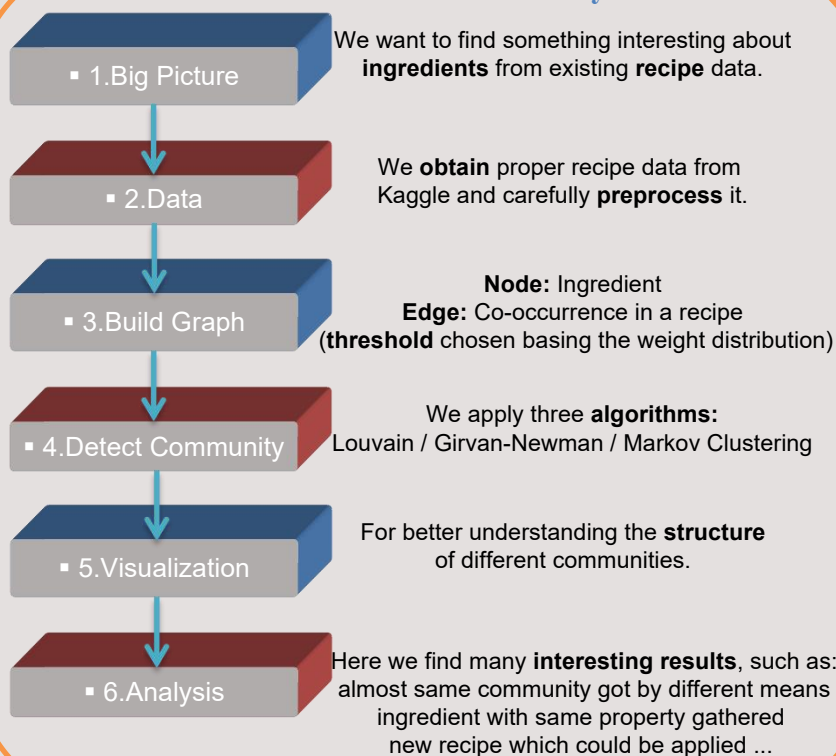 ▪ 1.Big Picture
We want to find something interesting about
ingredients from existing recipe data.
▪ 2.Data
We obtain proper recipe data from
Kaggle and carefully preprocess it.
▪ 3.Build Graph
Node: Ingredient
Edge: Co-occurrence in a recipe
(threshold chosen basing the weight distribution)
▪ 4.Detect Community
We apply three algorithms:
Louvain / Girvan-Newman / Markov Clustering
▪ 5.Visualization
For better understanding the structure
of different communities.
▪ 6.Analysis
Here we find many interesting results, such as:
almost same community got by different means
ingredient with same property gathered
new recipe which could be applied ...